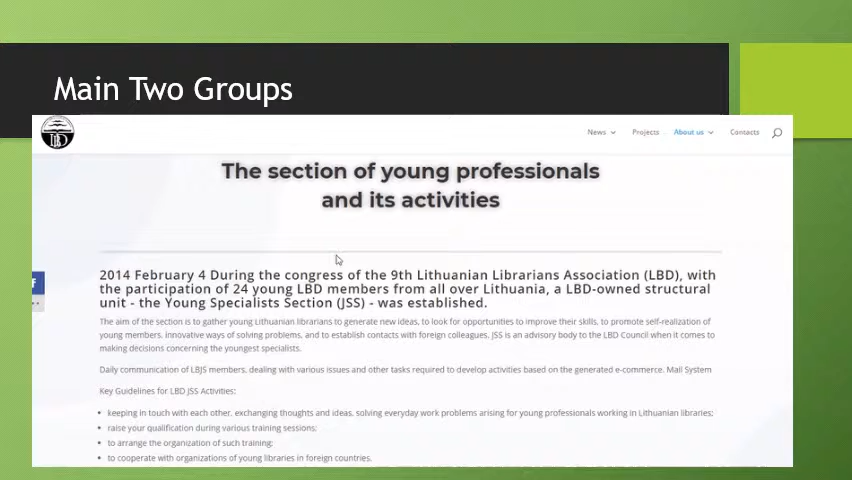 Main Two Groups
LBD
News
Projects
About us
Contacts
The section of young professionals
and its activities
2014 February 4 During the congress of the 9th Lithuanian Librarians Association (LBD), with
the participation of 24 young LBD members from all over Lithuania, a LBD-owned structural
unit - the Young Specialists Section (JSS) - was established.
The aim of the section is to gather young Lithuanian librarians to generate new ideas, to look for opportunities to improve their skills, to promote self-realization of
young members, innovative ways of solving problems, and to establish contacts with foreign colleagues. JSS is an advisory body to the LBD Council when it comes to
making decisions concerning the youngest specialists.
Daily communication of LBJS members, dealing with various issues and other tasks required to develop activities based on the generated e-commerce. Mail System
Key Guidelines for LBD JSS Activities:
• keeping in touch with each other, exchanging thoughts and ideas, solving everyday work problems arising for young professionals working in Lithuanian libraries;
• raise your qualification during various training sessions;
• to arrange the organization of such training;
• to cooperate with organizations of young libraries in foreign countries.